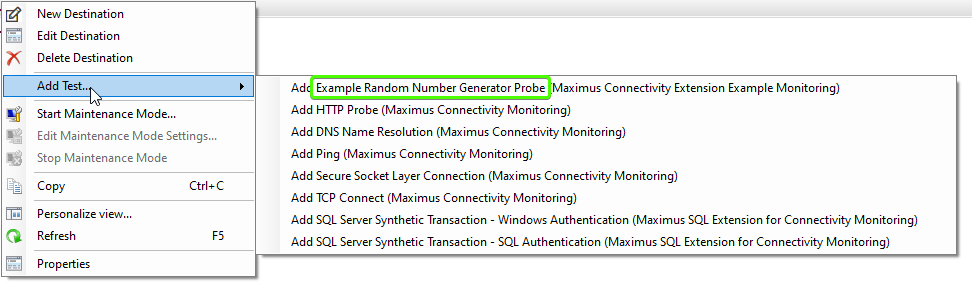 New Destination
Edit Destination
Delete Destination
Add Test...
Add Example Random Number Generator Probe (Maximus Connectivity Extension Example Monitoring)
Add HTTP Probe (Maximus Connectivity Monitoring)
Add DNS Name Resolution (Maximus Connectivity Monitoring)
Add Ping (Maximus Connectivity Monitoring)
Add Secure Socket Layer Connection (Maximus Connectivity Monitoring)
Add TCP Connect (Maximus Connectivity Monitoring)
Add SQL Server Synthetic Transaction - Windows Authentication (Maximus SQL Extension for Connectivity Monitoring)
Add SQL Server Synthetic Transaction - SQL Authentication (Maximus SQL Extension for Connectivity Monitoring)
Start Maintenance Mode...
Edit Maintenance Mode Settings...
Stop Maintenance Mode
Copy Ctrl+C
Personalize view...
Refresh F5
Properties